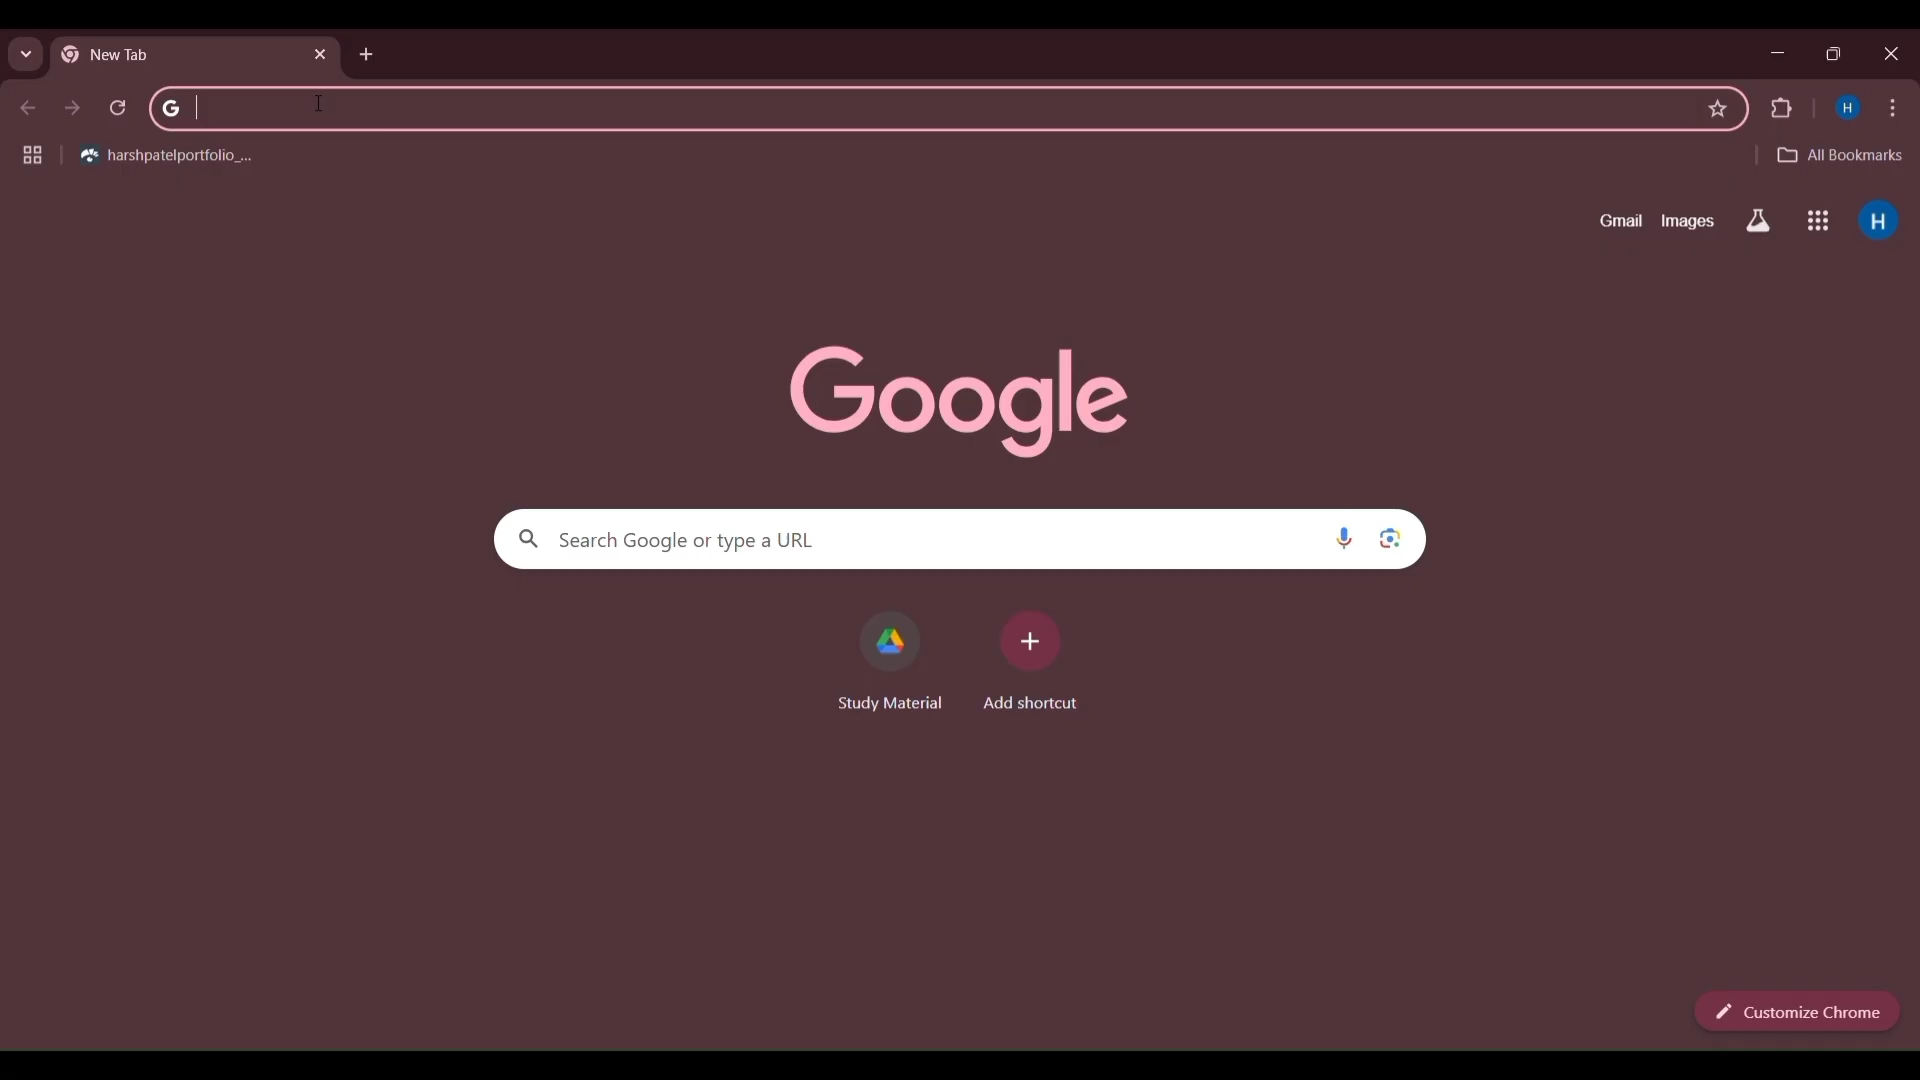 New Tab
harshpatelportfolio_...
All Bookmarks
Gmail Images
H
H
Google
Search Google or type a URL
Study Material
Add shortcut
Customize Chrome